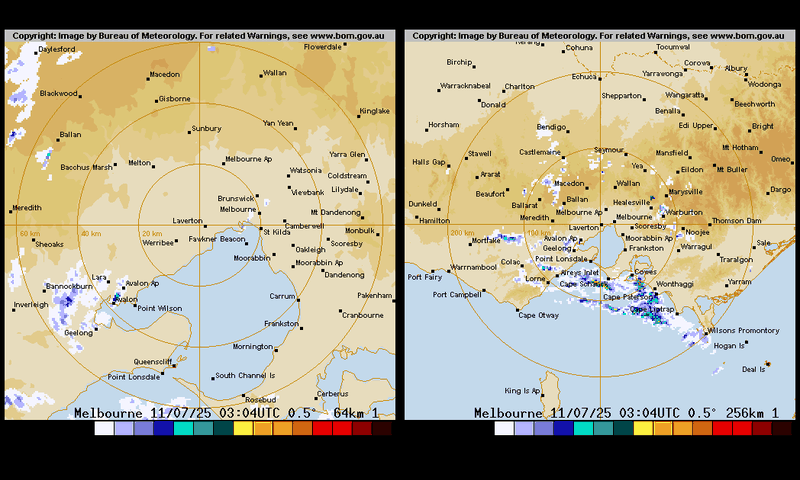 Copyright: Image by Bureau of Meteorology. For related Warnings, see www.bom.gov.au
Daylesford
Flowerdale
Macedon
Wallan
Blackwood
Gisborne
Kinglake
Yan Yean
Sunbury
Ballan
Yarra Glen
Bacchus Marsh
Melton
Melbourne Ap
Watsonia
Coldstream
Viewbank
Lilydale
Brunswick
Meredith
Melbourne
Mt Dandenong
Laverton
Camberwell
60 km
40 km
20 km
St Kilda
Monbulk
Sheoaks
Werribee
Fawkner Beacon
Scoresby
Oakleigh
Moorabbin
Moorabbin Ap
Dandenong
Lara
Bannockburn
Avalon Ap
Avalon
Carrum
Pakenham
Inverleigh
Point Wilson
Cranbourne
Geelong
Frankston
Mornington
Queenscliff
Point Lonsdale
South Channel Is
Cerberus
Rosebud
Melbourne 11/07/25 03:04UTC 0.5° 64km 1
Copyright: Image by Bureau of Meteorology. For related Warnings, see www.bom.gov.au
Cohuna
Tocumwal
Birchip
Corowa
Albury
Echuca
Yarrawonga
Warracknabeal
Charlton
Wodonga
Shepparton
Wangaratta
Donald
Beechworth
Benalla
Horsham
Bendigo
Edi Upper
Bright
Seymour
Mt Hotham
Stawell
Castlemaine
Mansfield
Halls Gap
Omeo
Yea
Mt Buller
Ararat
Eildon
Macedon
Wallan
Beaufort
Marysville
Dargo
Ballan
Dunkeld
Ballarat
Healesville
Melbourne Ap
Warburton
Hamilton
Meredith
Melbourne
Thomson Dam
Laverton
Scoresby
200 km
100 km
Noojee
Mortlake
Avalon Ap
Moorabbin Ap
Sale
Geelong
Frankston
Warragul
Point Lonsdale
Traralgon
Colac
Warrnambool
Aireys Inlet
Cowes
Port Fairy
Lorne
Cape Schanck
Wonthaggi
Yarram
Port Campbell
Cape Paterson
Cape Liptrap
Cape Otway
Wilsons Promontory
Hogan Is
Deal Is
King Is Ap
Melbourne 11/07/25 03:04UTC 0.5° 256km 1